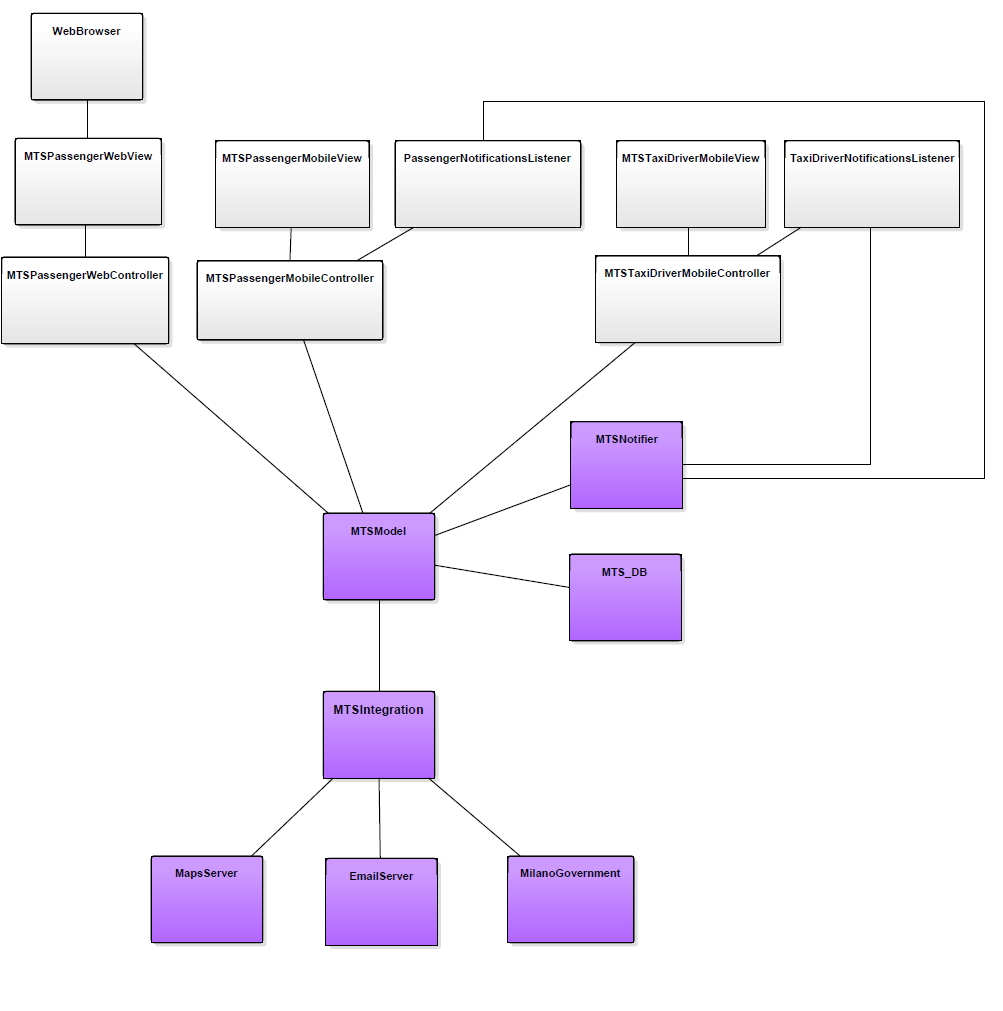 WebBrowser
MTSPassengerWebView
MTSPassengerMobileView
PassengerNotificationsListener
MTSTaxiDriverMobileView
TaxiDriverNotificationsListener
MTSPassengerWebController
MTSPassengerMobileController
MTSTaxiDriverMobileController
MTSNotifier
MTSModel
MTS_DB
MTSIntegration
MapsServer
EmailServer
MilanoGovernment